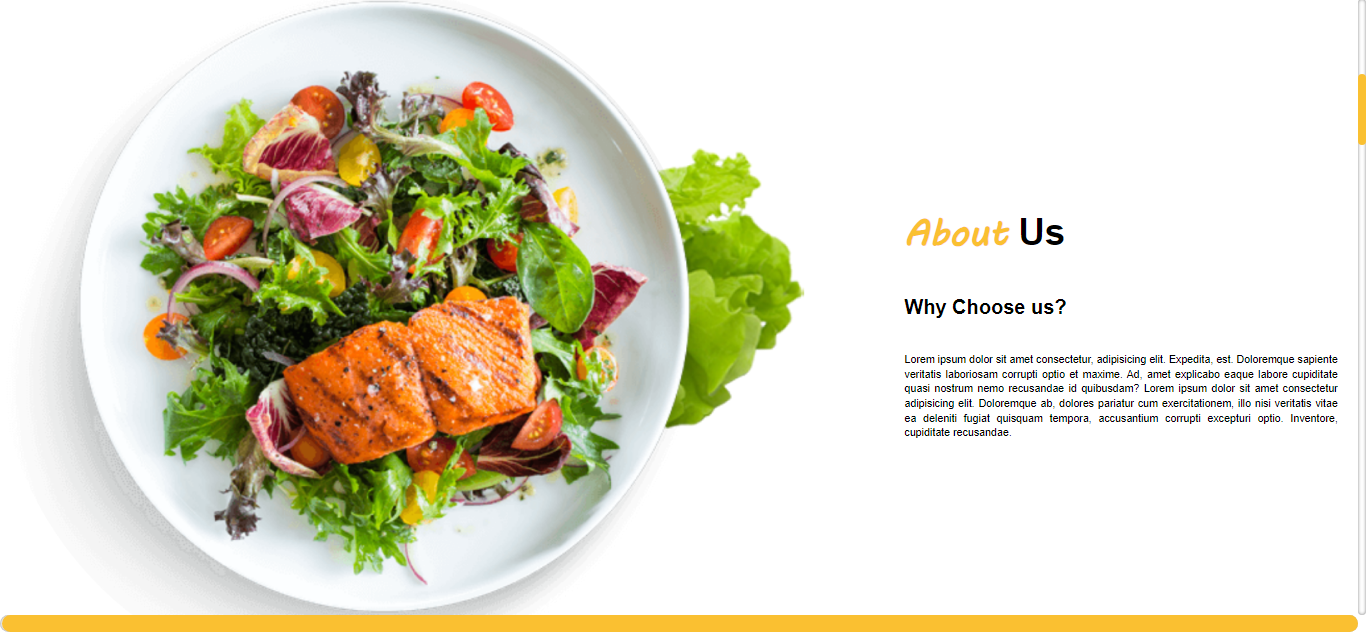 About Us
Why Choose us?
Lorem ipsum dolor sit amet consectetur, adipisicing elit. Expedita, est. Doloremque sapiente
veritatis laboriosam corrupti optio et maxime. Ad, amet explicabo eaque labore cupiditate
quasi nostrum nemo recusandae id quibusdam? Lorem ipsum dolor sit amet consectetur
adipisicing elit. Doloremque ab, dolores pariatur cum exercitationem, illo nisi veritatis vitae
ea deleniti fugiat quisquam tempora, accusantium corrupti excepturi optio. Inventore,
cupiditate recusandae.